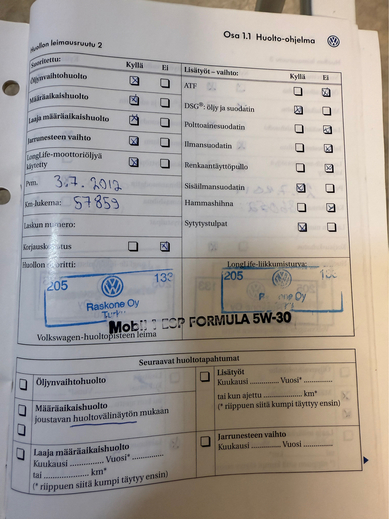 Osa 1.1 Huolto-ohjelma
Huollon leimausruutu 2
Suoritettu: Kyllä Ei
Öljynvaihtohuolto
Määräaikaishuolto
Laaja määräaikaishuolto
Jarrunesteen vaihto
LongLife-moottoriöljyä
käytetty
Pvm. 3.7.2012
Km-lukema: 57859
Laskun numero:
Korjauskehotus
Lisätyöt – vaihto: Kyllä Ei
ATF
DSG®: öljy ja suodatin
Polttoainesuodatin
Ilmansuodatin
Renkaantäyttöpullo
Sisäilmansuodatin
Hammashihna
Sytytystulpat
Huollon suoritti:
205 133
Raskone Oy
Turku
LongLife-liikkumisturva:
205
Oy
FORMULA 5W-30
Volkswagen-huoltopisteen leima
Seuraavat huoltotapahtumat
Öljynvaihtohuolto
Määräaikaishuolto
joustavan huoltovälinäytön mukaan
Laaja määräaikaishuolto
Kuukausi .............. Vuosi* ..............
tai .............. km*
(* riippuen siitä kumpi täyttyy ensin)
Lisätyöt
Kuukausi .............. Vuosi* ..............
tai kun ajettu .............. km*
(* riippuen siitä kumpi täyttyy ensin)
Jarrunesteen vaihto
Kuukausi .............. Vuosi ..............